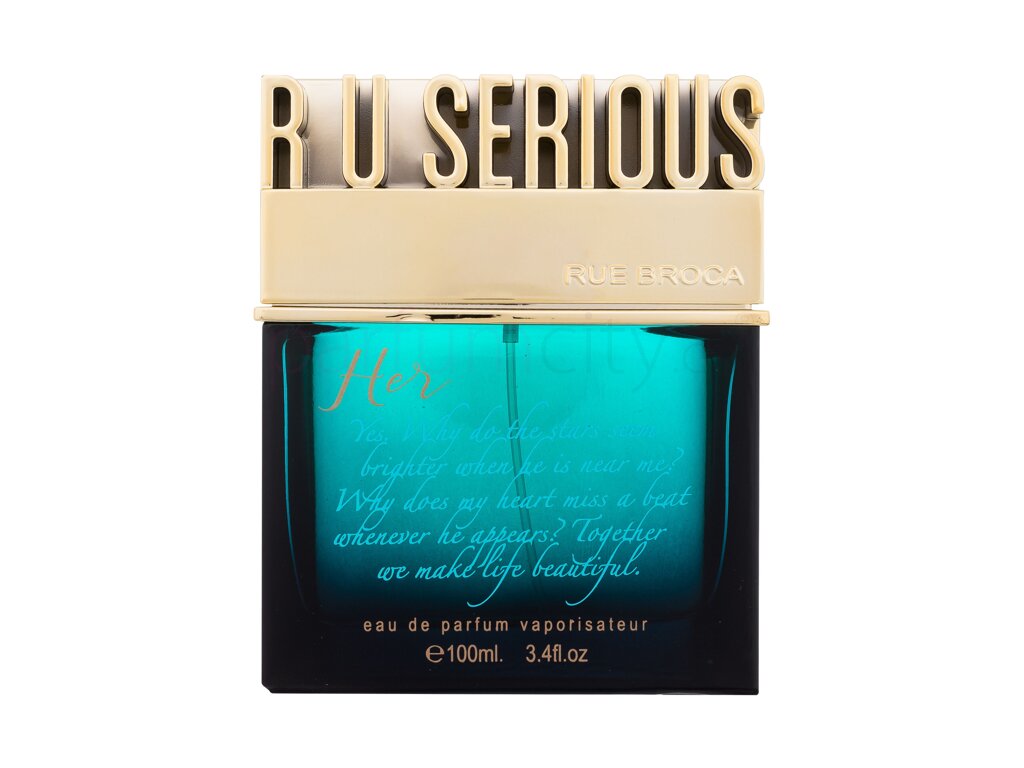 R U SERIOUS
RUE BROCA
Her
Yes, Why do the stars seem
brighter when he is near me?
Why does my heart miss a beat
whenever he appears? Together
we make life beautiful.
eau de parfum vaporisateur
℮100ml. 3.4fl.oz